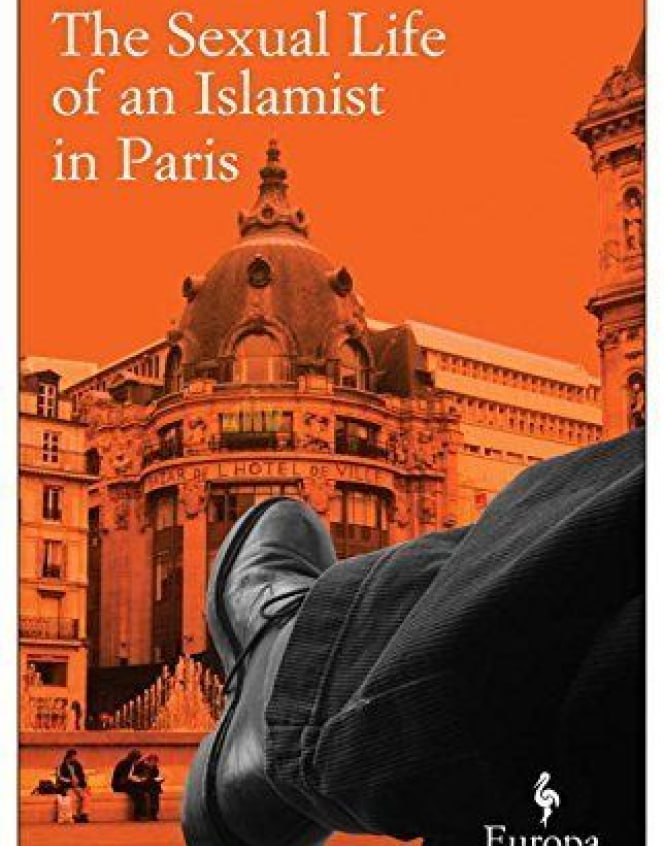 The Sexual Life
of an Islamist
in Paris
BAZAR DE L'HOTEL DE VILLE
Europa